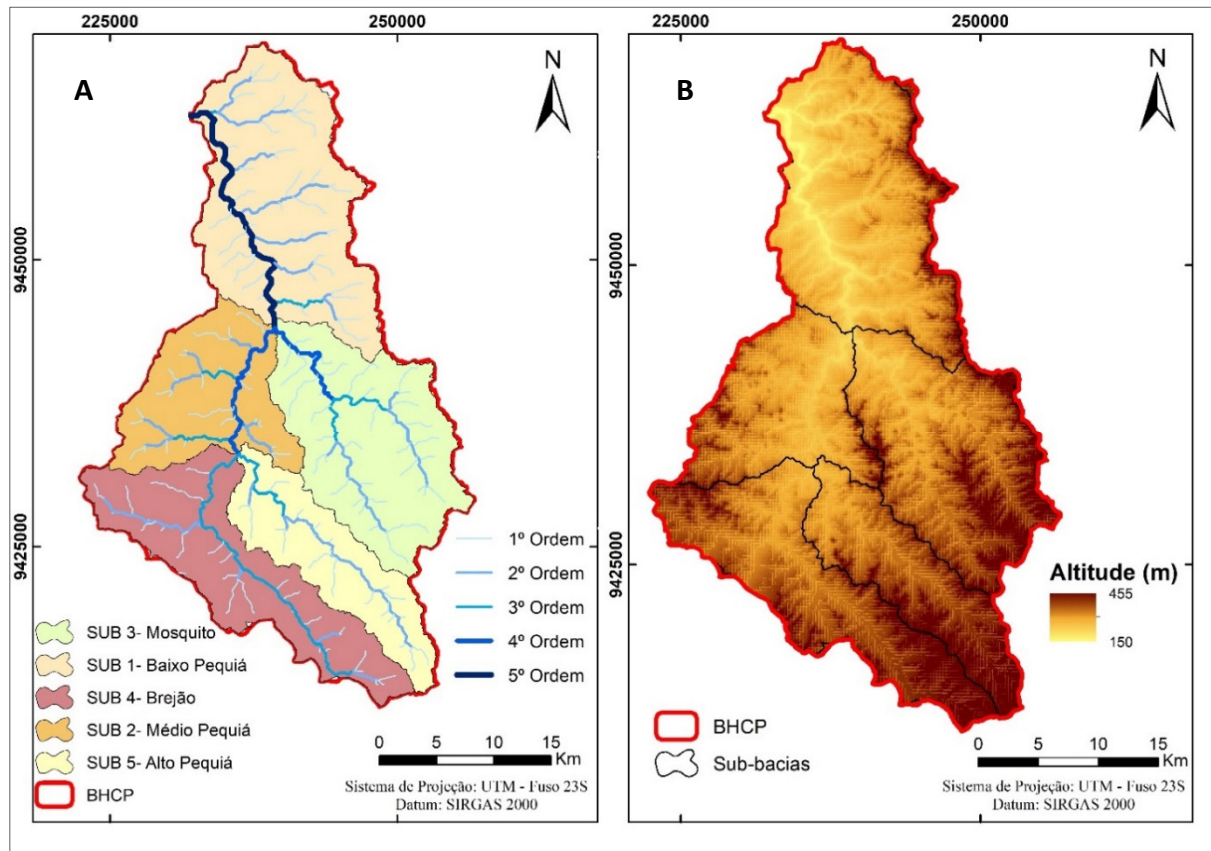 225000
250000
A
N
9450000
9425000
SUB 3- Mosquito
SUB 1- Baixo Pequiá
SUB 4- Brejão
SUB 2- Médio Pequiá
SUB 5- Alto Pequiá
BHCP
1º Ordem
2º Ordem
3º Ordem
4º Ordem
5º Ordem
0 5 10 15
Km
Sistema de Projeção: UTM - Fuso 23S
Datum: SIRGAS 2000
225000
250000
B
N
9450000
9425000
Altitude (m)
455
150
BHCP
Sub-bacias
0 5 10 15
Km
Sistema de Projeção: UTM - Fuso 23S
Datum: SIRGAS 2000